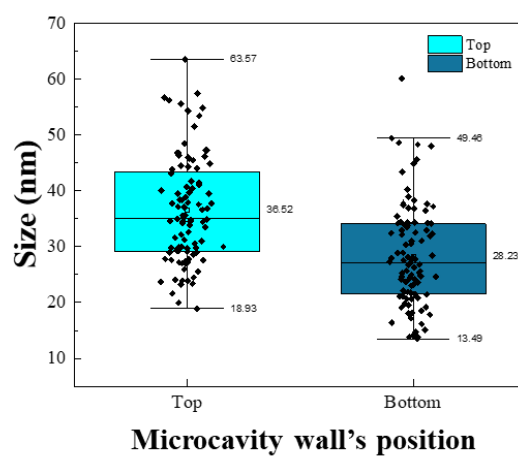 70
60
50
40
30
20
10
Size (nm)
63.57
36.52
18.93
49.46
28.23
13.49
Top
Bottom
Top
Bottom
Microcavity wall's position